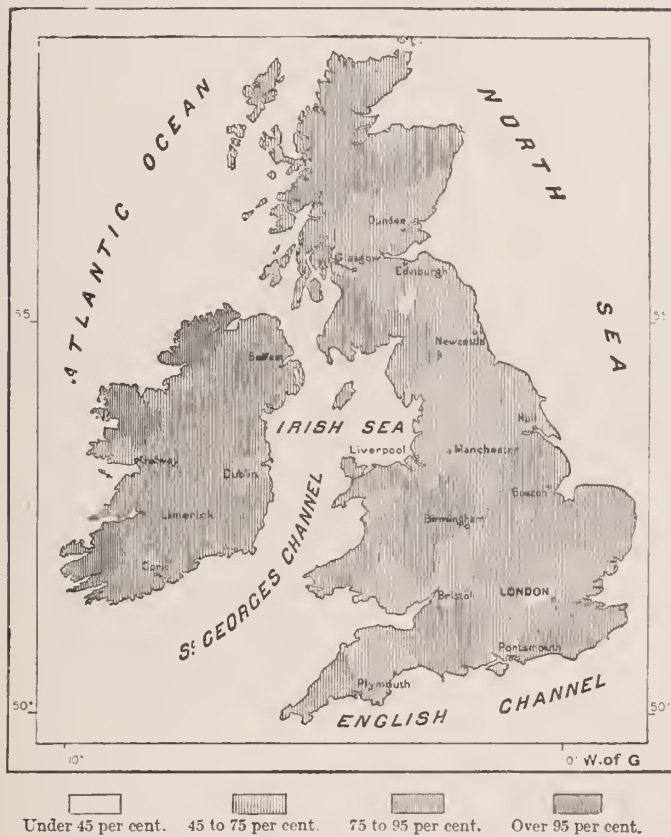 ATLANTIC OCEAN
NORTH SEA
Dundee
Glasgow
Edinburgh
55
Newcastle
Belfast
IRISH SEA
Hull
Liverpool
Manchester
Galway
Dublin
Boston
Limerick
Birmingham
Cork
ST. GEORGES CHANNEL
Bristol
LONDON
Portsmouth
Plymouth
50°
50°
ENGLISH CHANNEL
10°
0° W. of G
Under 45 per cent.
45 to 75 per cent.
75 to 95 per cent.
Over 95 per cent.